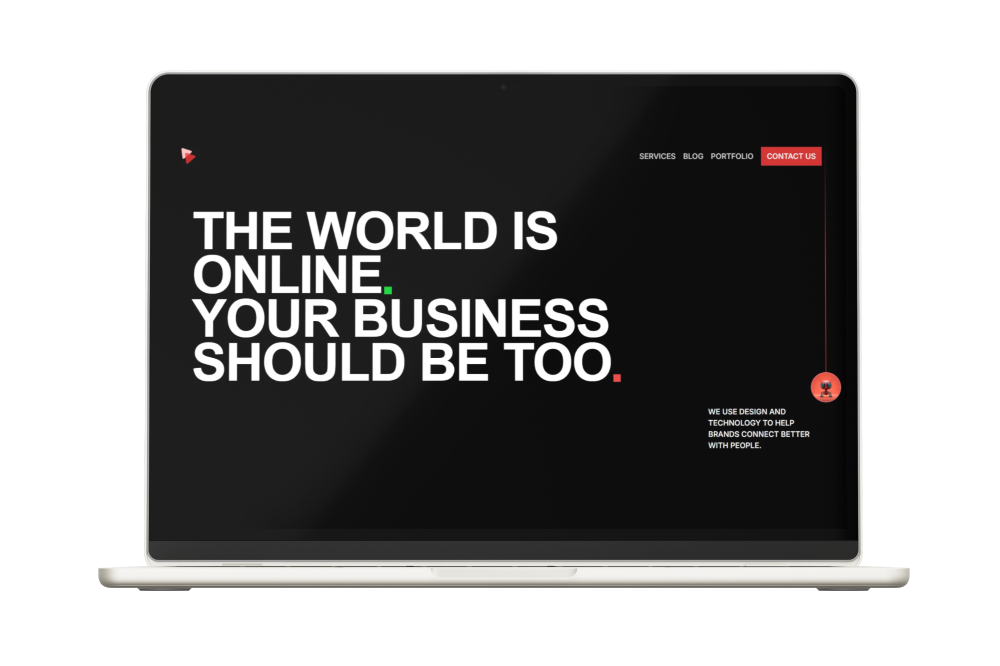 SERVICES BLOG PORTFOLIO CONTACT US
THE WORLD IS
ONLINE.
YOUR BUSINESS
SHOULD BE TOO.
WE USE DESIGN AND
TECHNOLOGY TO HELP
BRANDS CONNECT BETTER
WITH PEOPLE.